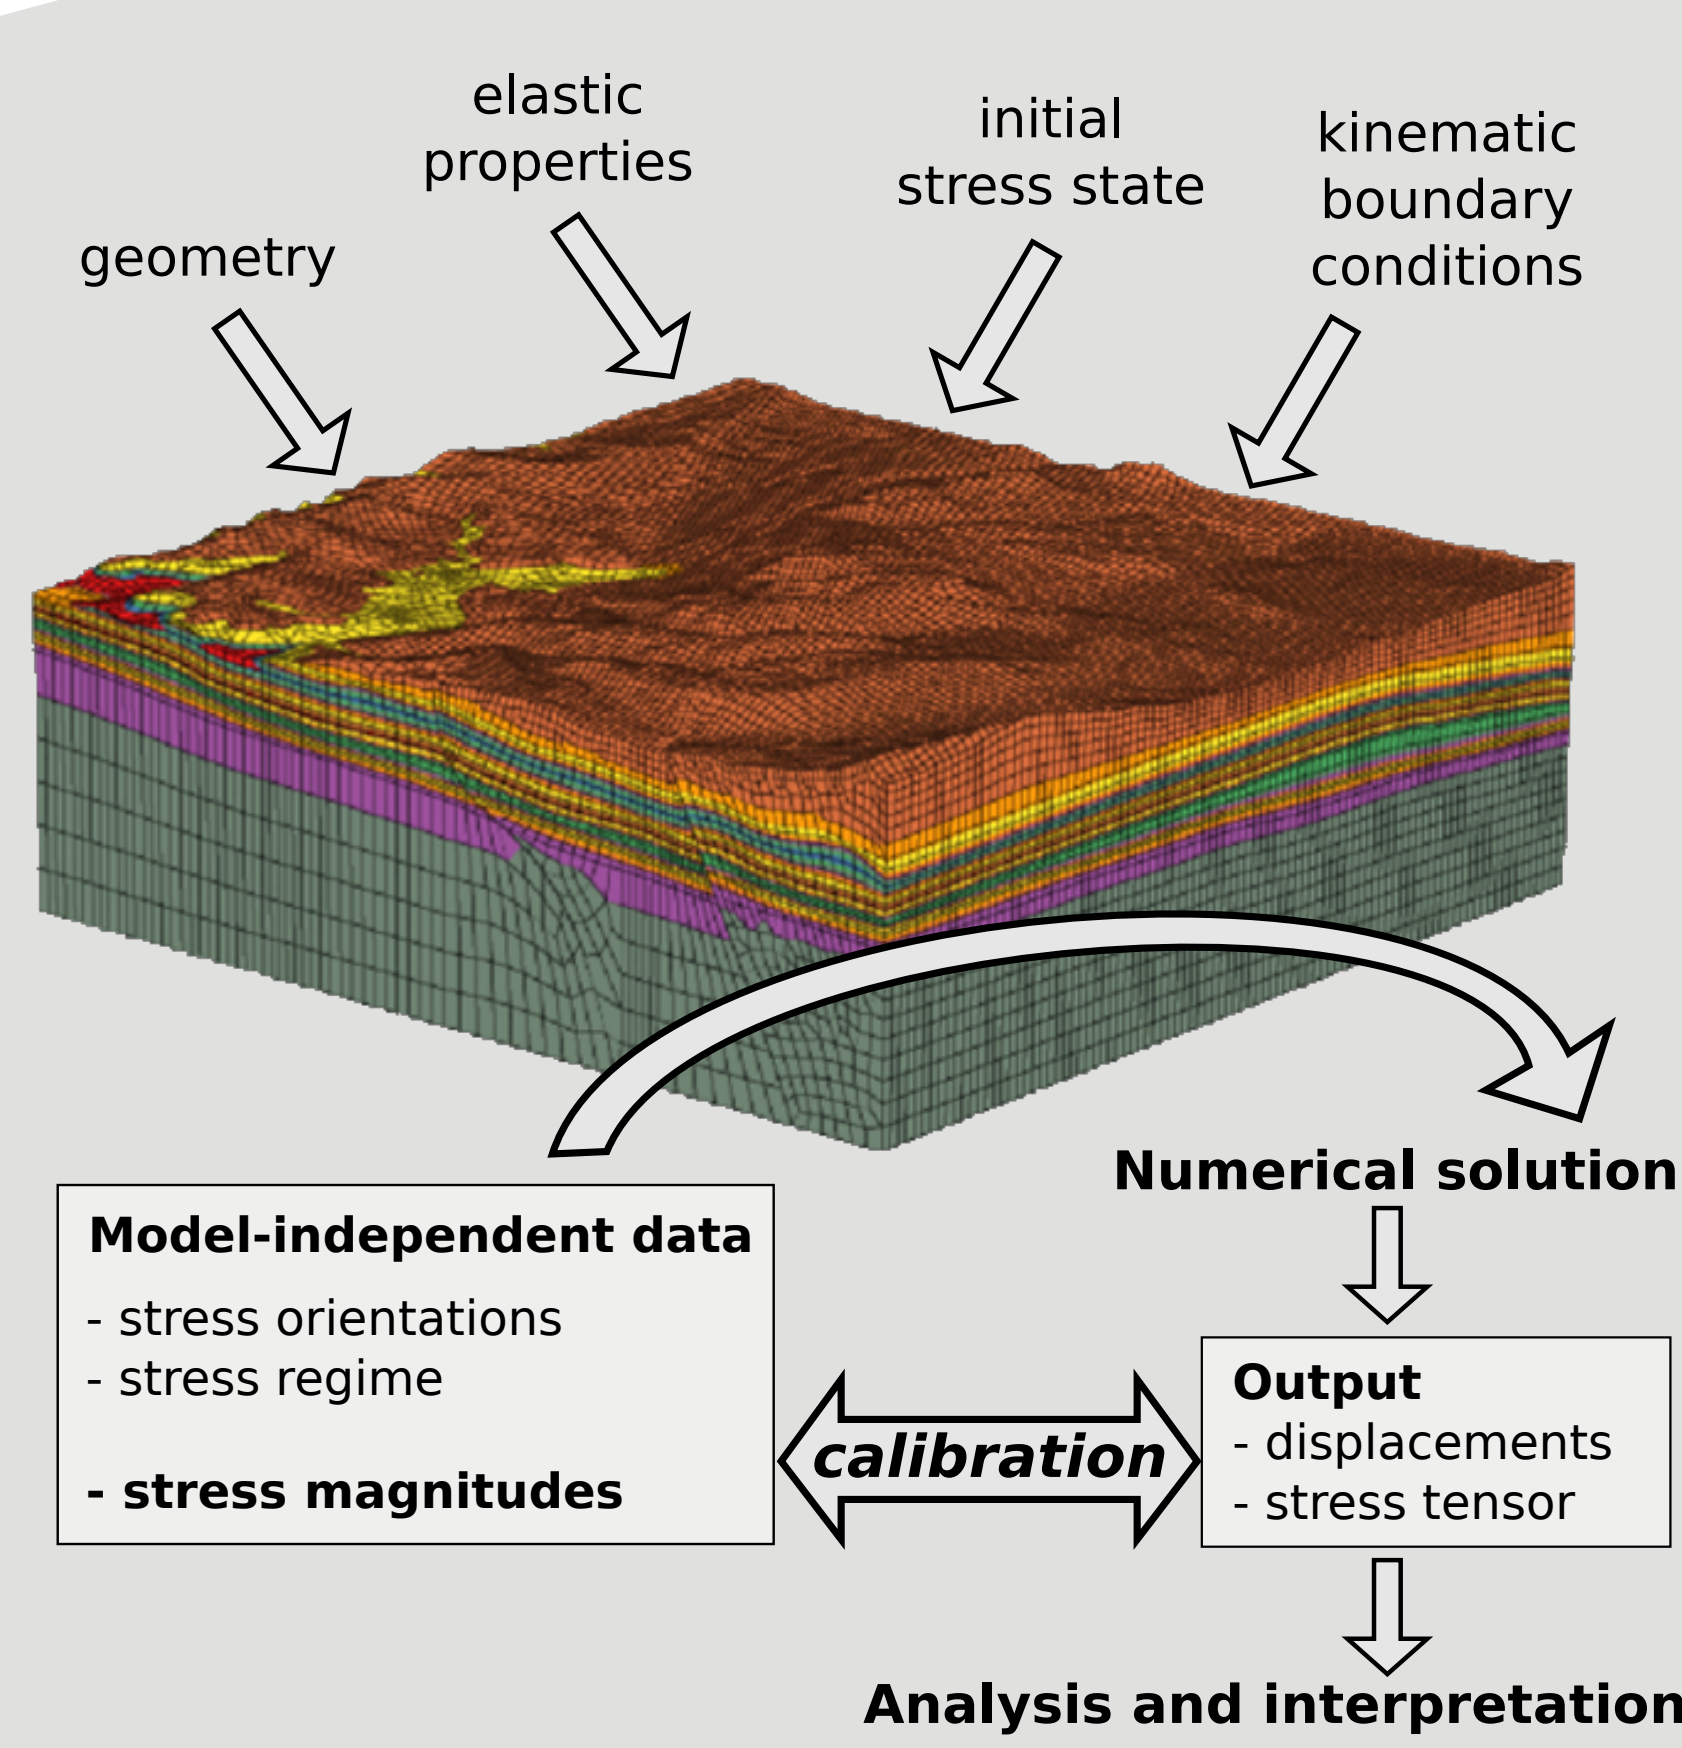 elastic
properties
initial
stress state
kinematic
boundary
conditions
geometry
Numerical solution
Model-independent data
- stress orientations
- stress regime
- stress magnitudes
calibration
Output
- displacements
- stress tensor
Analysis and interpretation